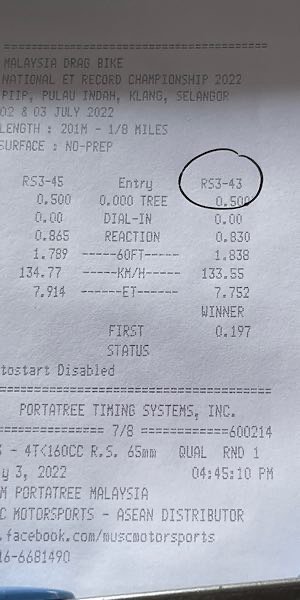 MALAYSIA DRAG BIKE
NATIONAL ET RECORD CHAMPIONSHIP 2022
PIIP, PULAU INDAH, KLANG, SELANGOR
02 & 03 JULY 2022
LENGTH : 201M - 1/8 MILES
SURFACE : NO-PREP
RS3-45 Entry RS3-43
0.500 0.000 TREE 0.500
0.00 DIAL-IN 0.00
0.865 REACTION 0.830
1.789 -----60FT----- 1.838
134.77 -----KM/H----- 133.55
7.914 ------ET------ 7.752
WINNER
FIRST 0.197
STATUS
tostart Disabled
PORTATREE TIMING SYSTEMS, INC.
=============== 7/8 ============600214
- 4T<160CC R.S. 65mm QUAL RND 1
y 3, 2022 04:45:10 PM
M PORTATREE MALAYSIA
C MOTORSPORTS - ASEAN DISTRIBUTOR
.facebook.com/muscmotorsports
16-6681490